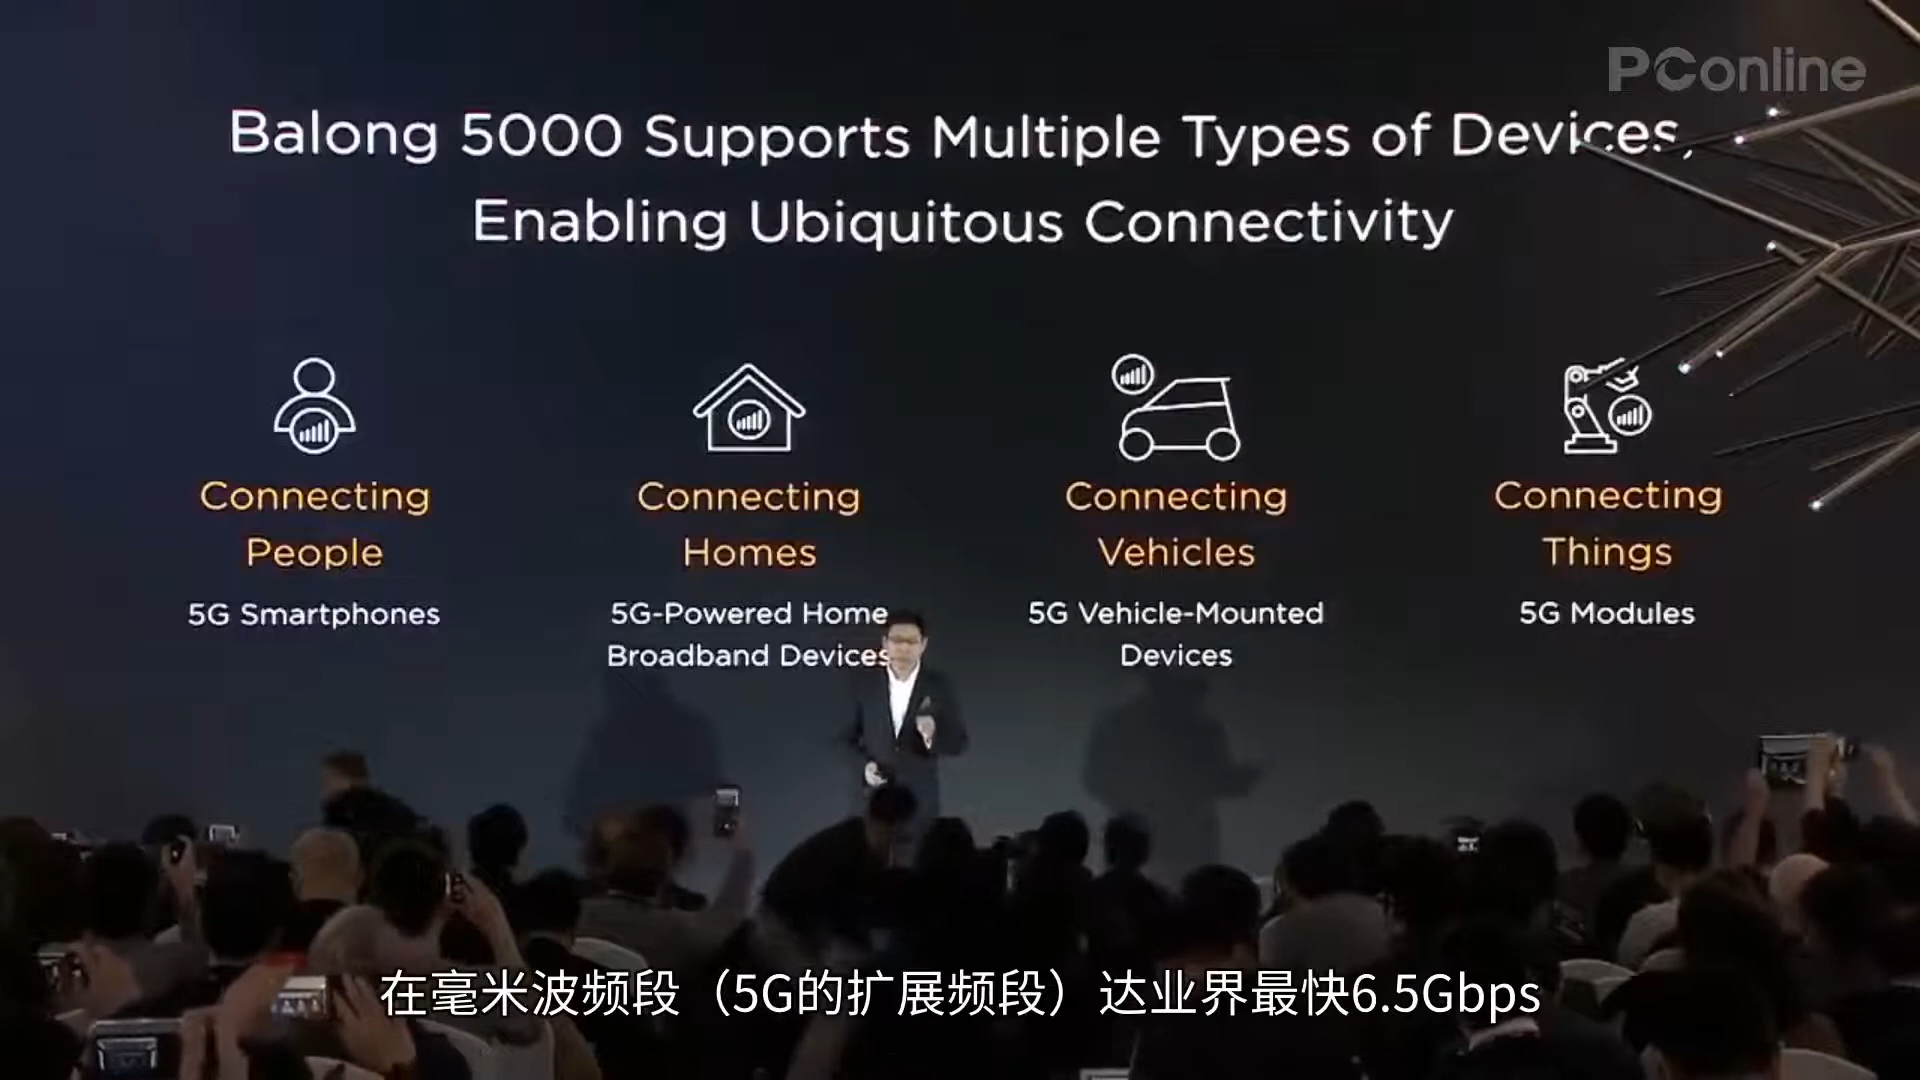 PConline
Balong 5000 Supports Multiple Types of Devices,
Enabling Ubiquitous Connectivity
Connecting
People
5G Smartphones
Connecting
Homes
5G-Powered Home
Broadband Devices
Connecting
Vehicles
5G Vehicle-Mounted
Devices
Connecting
Things
5G Modules
在毫米波频段（5G的扩展频段）达业界最快6.5Gbps